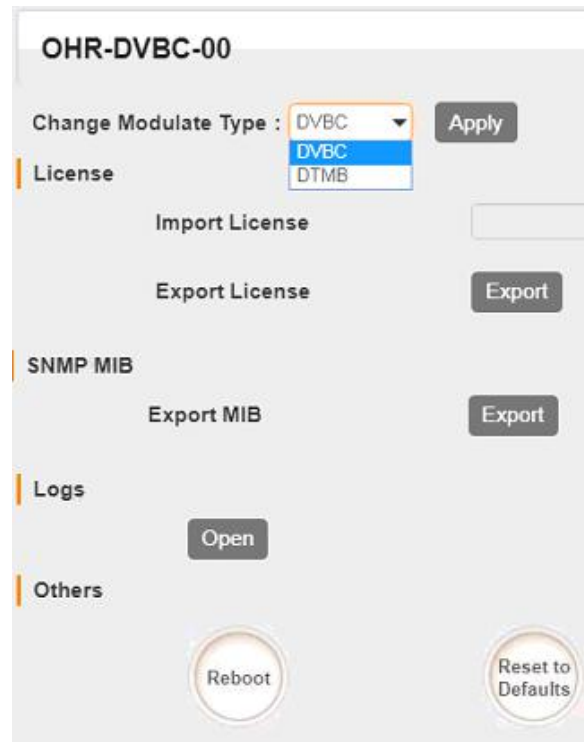 OHR-DVBC-00
Change Modulate Type : DVBC Apply
DVBC
DTMB
License
Import License
Export License Export
SNMP MIB
Export MIB Export
Logs
Open
Others
Reboot
Reset to
Defaults